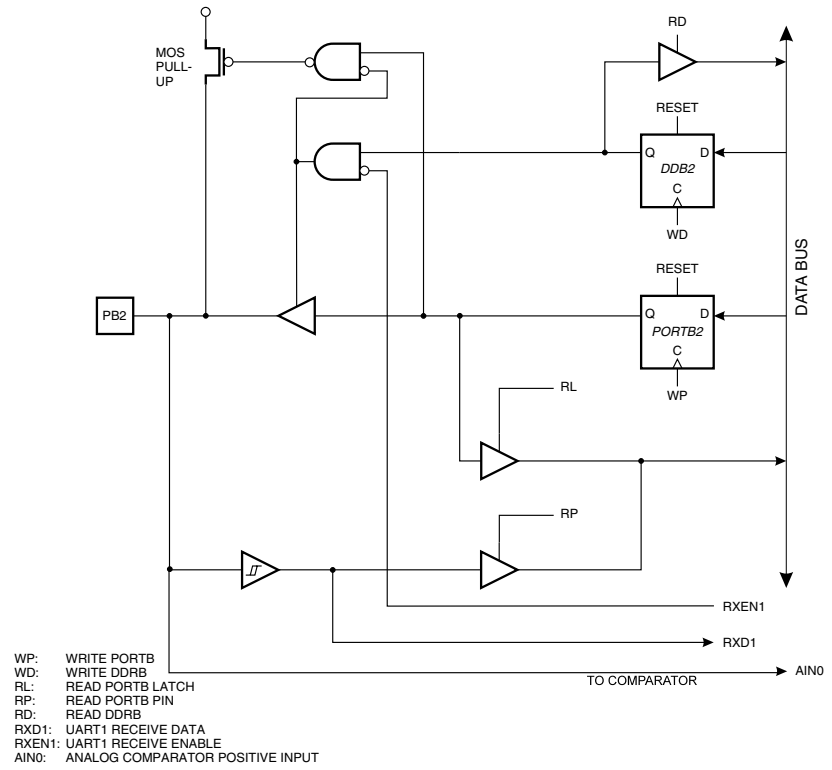 RD
MOS
PULL-
UP
RESET
Q D
DDB2
C
WD
DATA BUS
RESET
PB2
Q D
PORTB2
C
WP
RL
RP
RXEN1
RXD1
AIN0
TO COMPARATOR
WP: WRITE PORTB
WD: WRITE DDRB
RL: READ PORTB LATCH
RP: READ PORTB PIN
RD: READ DDRB
RXD1: UART1 RECEIVE DATA
RXEN1: UART1 RECEIVE ENABLE
AIN0: ANALOG COMPARATOR POSITIVE INPUT